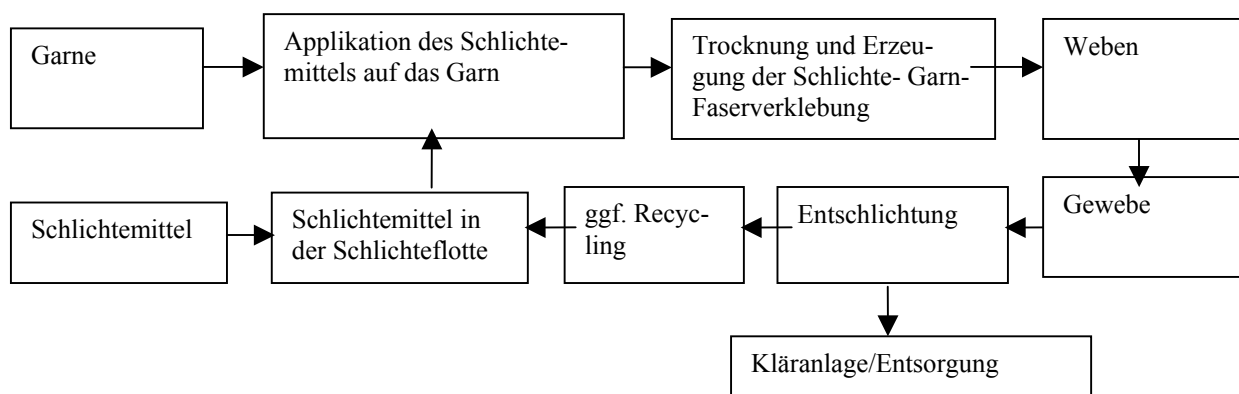 Garne
Applikation des Schlichte-
mittels auf das Garn
Trocknung und Erzeu-
gung der Schlichte- Garn-
Faserverklebung
Weben
Schlichtemittel
Schlichtemittel in
der Schlichteflotte
ggf. Recyc-
ling
Entschlichtung
Gewebe
Kläranlage/Entsorgung